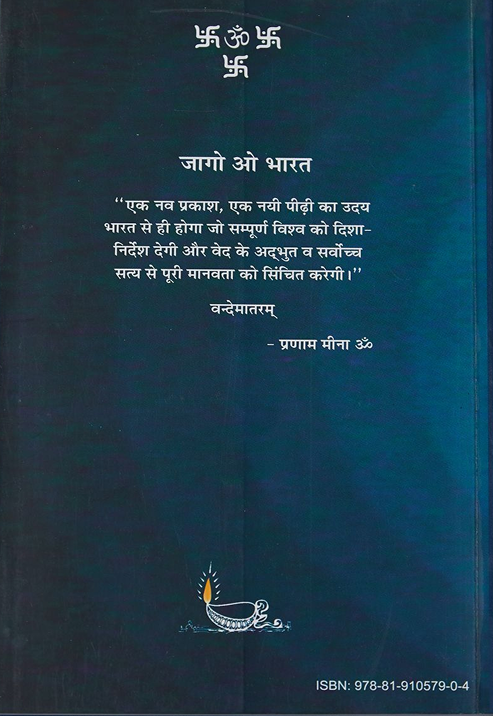 卐 ॐ 卐
卐
जागो ओ भारत
“एक नव प्रकाश, एक नयी पीढ़ी का उदय
भारत से ही होगा जो सम्पूर्ण विश्व को दिशा-
निर्देश देगी और वेद के अद्भुत व सर्वोच्च
सत्य से पूरी मानवता को सिंचित करेगी।”
वन्देमातरम्
- प्रणाम मीना ॐ
ISBN: 978-81-910579-0-4